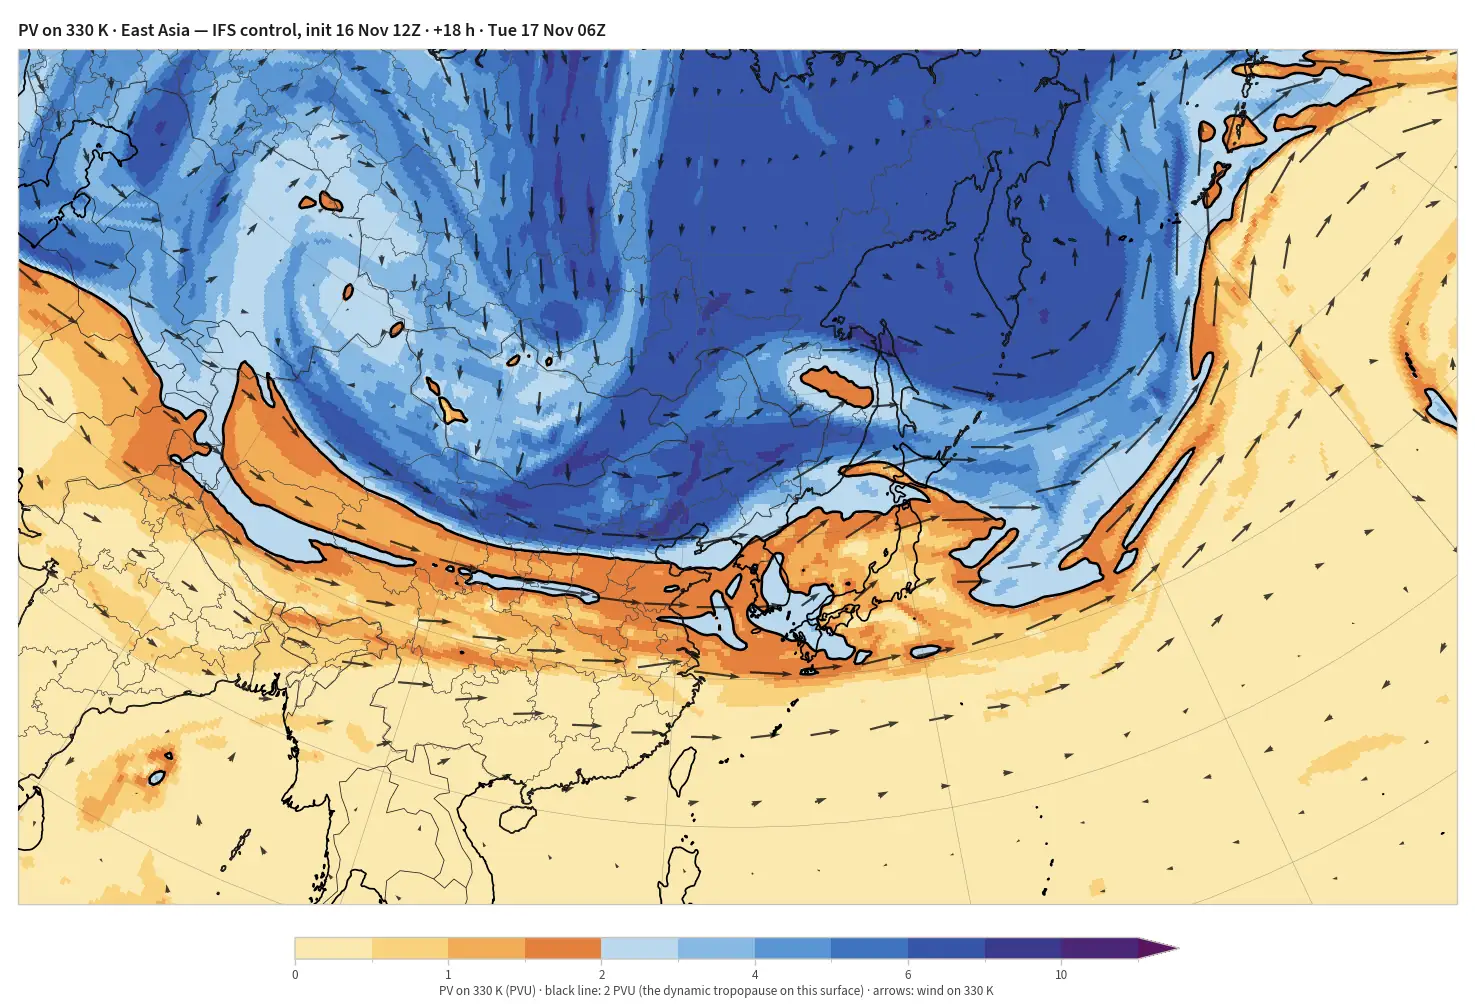 PV on 330 K · East Asia — IFS control, init 16 Nov 12Z · +18 h · Tue 17 Nov 06Z
0 1 2 4 6 10
PV on 330 K (PVU) · black line: 2 PVU (the dynamic tropopause on this surface) · arrows: wind on 330 K